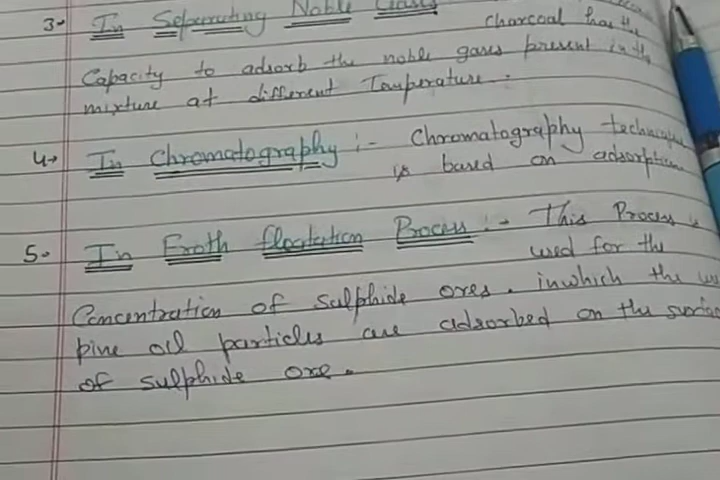 3→ In Separating Noble Gases charcoal has the
Capacity to adsorb the noble gases present in the
mixture at different Temperature.
4→ In Chromatography :- Chromatography technique
is based on adsorption
5. In Froth floatation Process :- This Process is
used for the
Concentration of sulphide ores. inwhich the
pine oil particles are adsorbed on the surface
of sulphide ore.